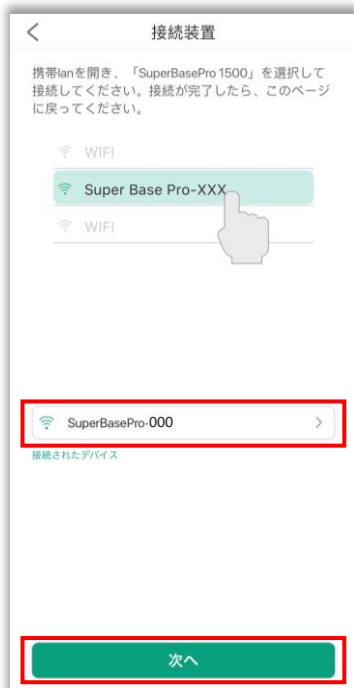 接続装置
携帯lanを開き、「SuperBasePro 1500」を選択して
接続してください。接続が完了したら、このページ
に戻ってください。
WIFI
Super Base Pro-XXX
WIFI
SuperBasePro-000
接続されたデバイス
次へ